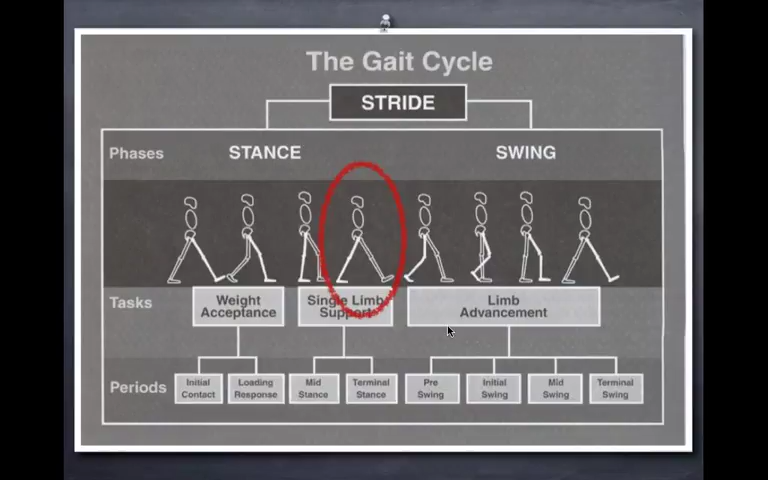 The Gait Cycle
STRIDE
Phases
STANCE
SWING
Tasks
Weight
Acceptance
Single Limb
Support
Limb
Advancement
Periods
Initial
Contact
Loading
Response
Mid
Stance
Terminal
Stance
Pre
Swing
Initial
Swing
Mid
Swing
Terminal
Swing